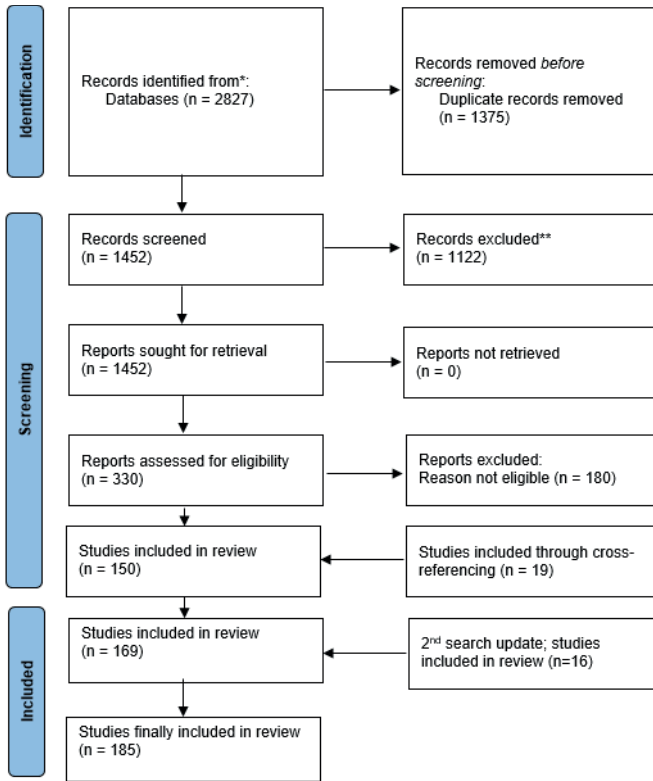 Identification
Records identified from*:
Databases (n = 2827)
Records removed before
screening:
Duplicate records removed
(n = 1375)
Screening
Records screened
(n = 1452)
Records excluded**
(n = 1122)
Reports sought for retrieval
(n = 1452)
Reports not retrieved
(n = 0)
Reports assessed for eligibility
(n = 330)
Reports excluded:
Reason not eligible (n = 180)
Studies included in review
(n = 150)
Studies included through cross-
referencing (n = 19)
Included
Studies included in review
(n = 169)
2nd search update; studies
included in review (n=16)
Studies finally included in review
(n = 185)